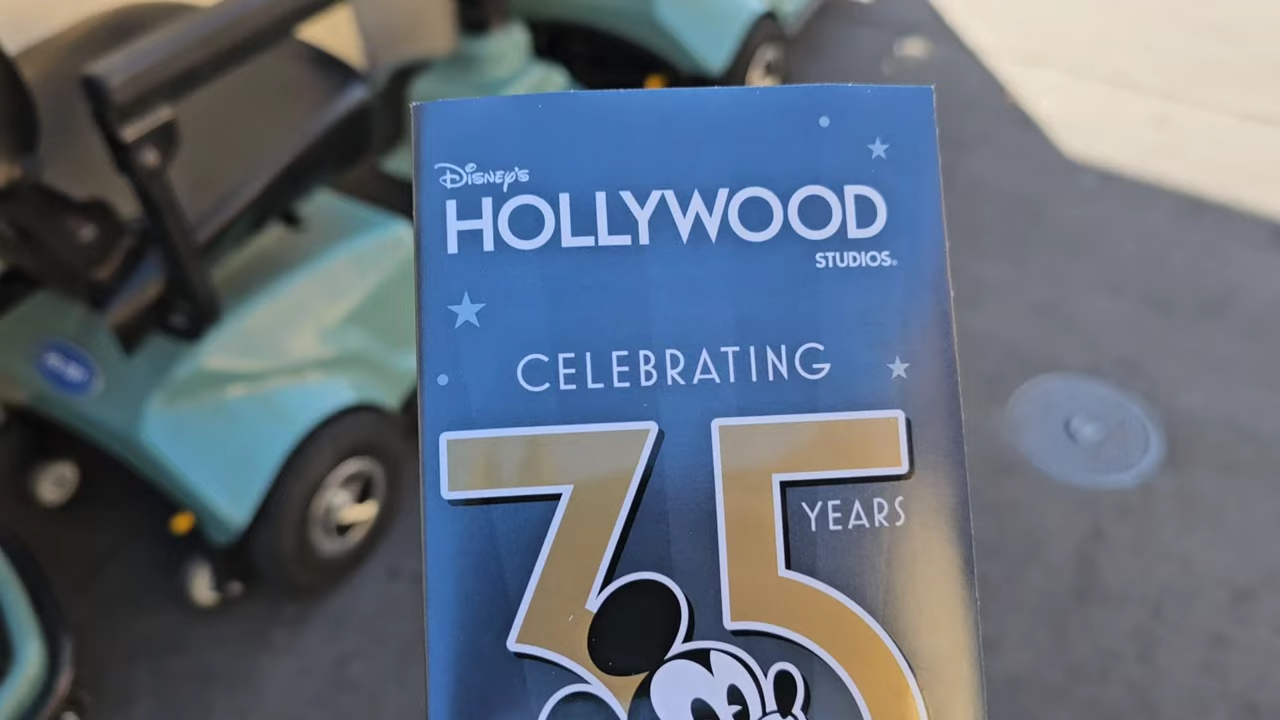 Disney's
HOLLYWOOD
STUDIOS®
CELEBRATING
35
YEARS